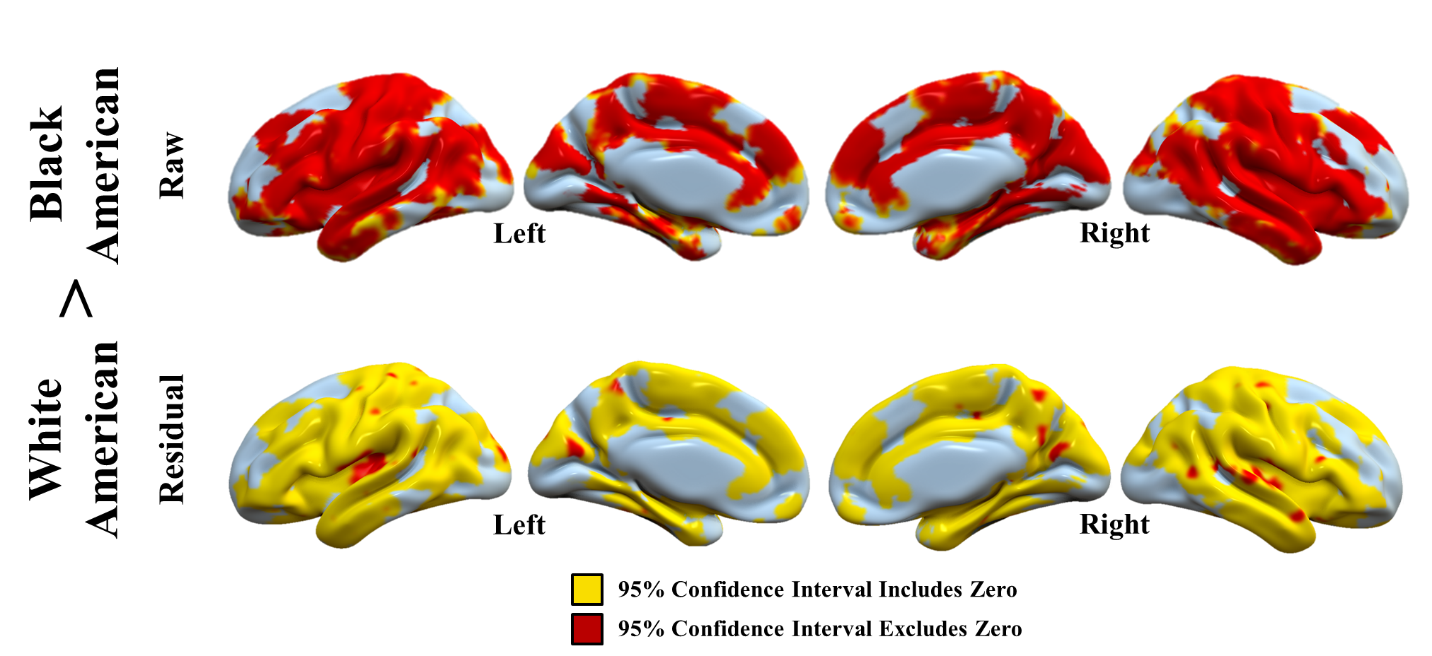 Black
American
Raw
Left
Right
>
White
American
Residual
Left
Right
95% Confidence Interval Includes Zero
95% Confidence Interval Excludes Zero